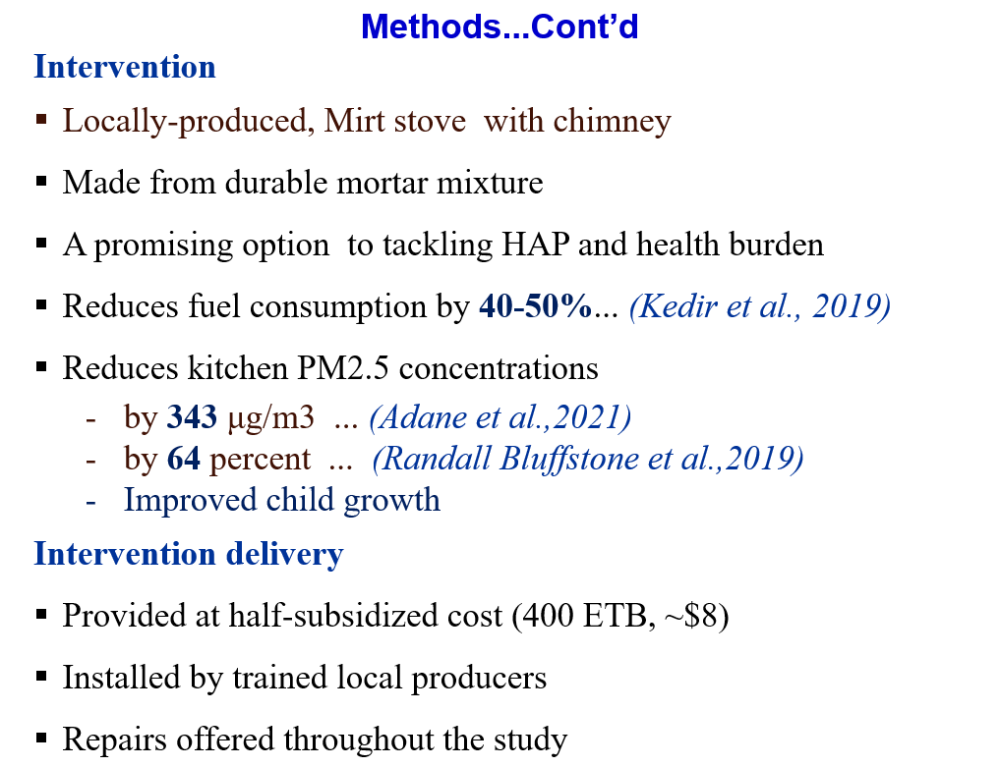 Methods...Cont’d
Intervention
▪ Locally-produced, Mirt stove  with chimney
▪ Made from durable mortar mixture
▪ A promising option  to tackling HAP and health burden
▪ Reduces fuel consumption by 40-50%... (Kedir et al., 2019)
▪ Reduces kitchen PM2.5 concentrations
- by 343 μg/m3  ... (Adane et al.,2021)
- by 64 percent  ...  (Randall Bluffstone et al.,2019)
- Improved child growth
Intervention delivery
▪ Provided at half-subsidized cost (400 ETB, ~$8)
▪ Installed by trained local producers
▪ Repairs offered throughout the study